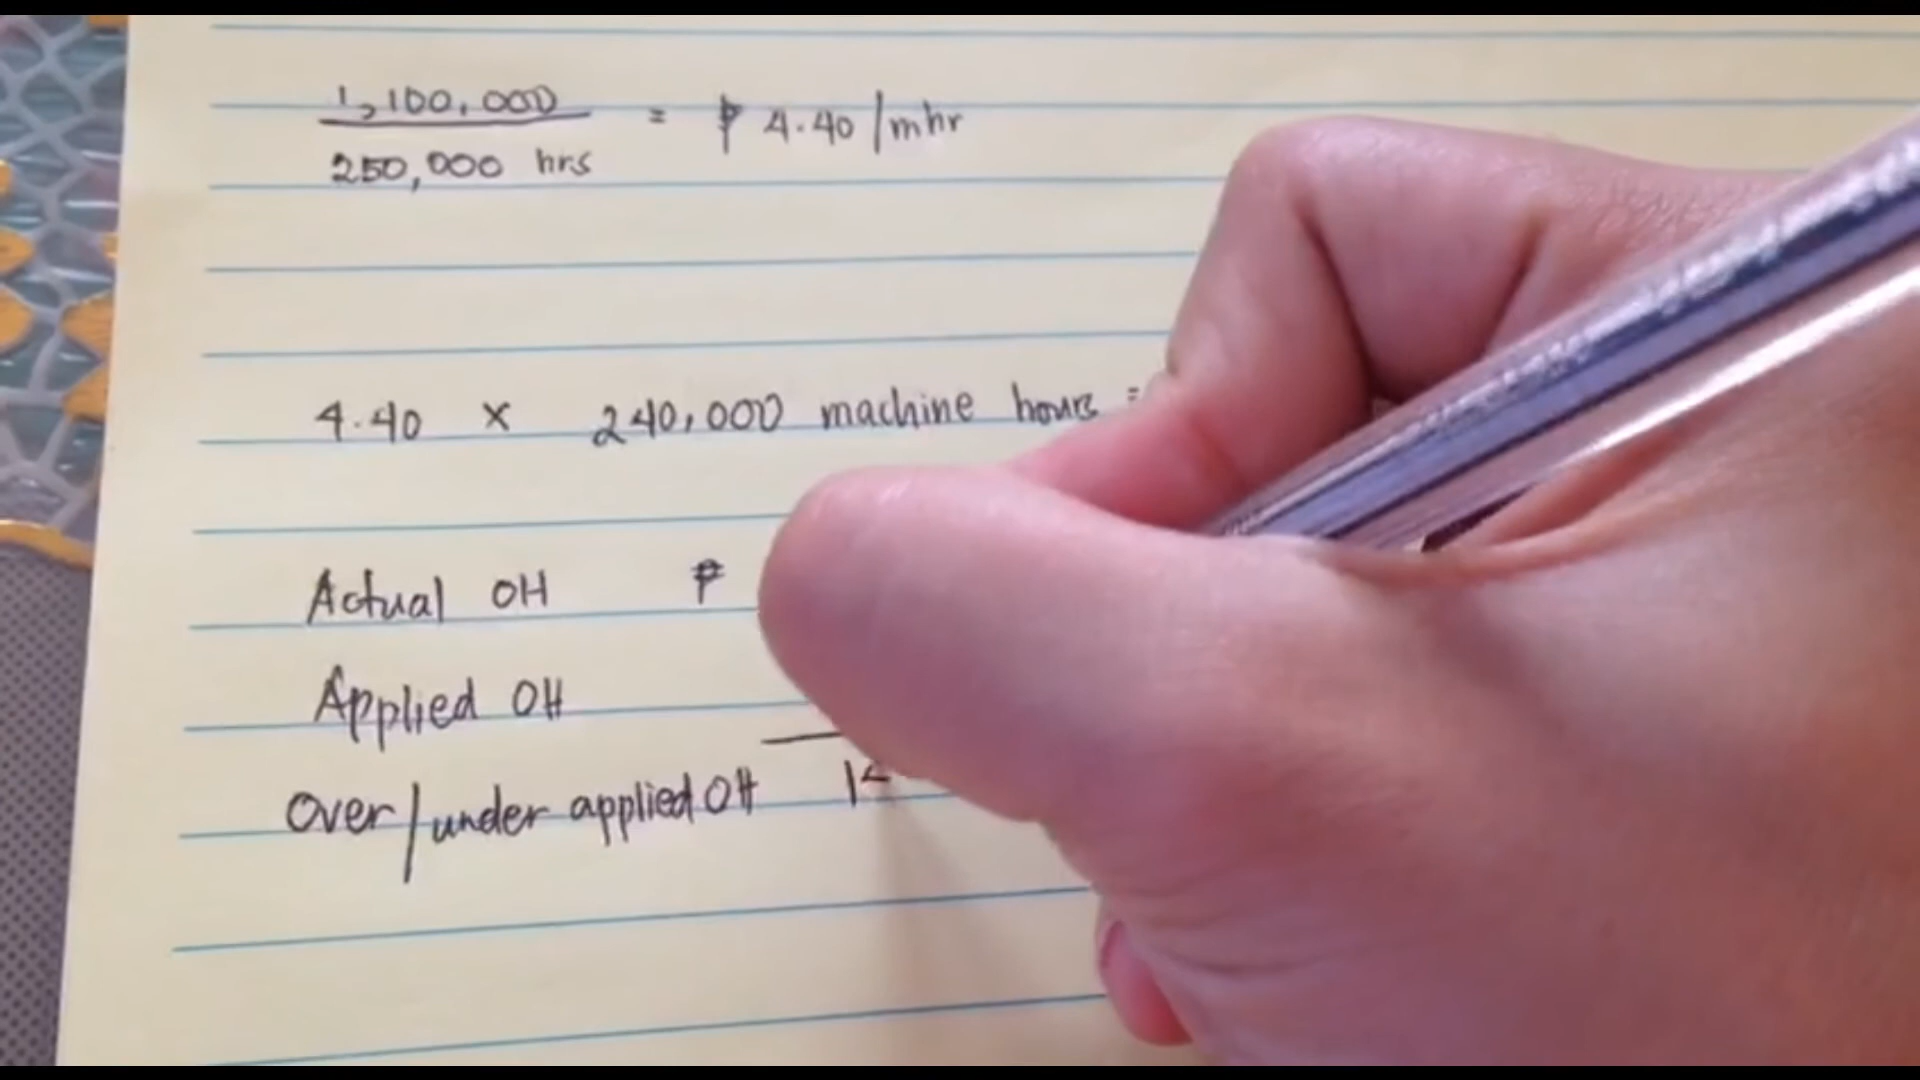 1,100,000
250,000 hrs = ₱ 4.40 / mhr
4.40 x 240,000 machine hours =
Actual OH ₱
Applied OH
Over/under applied OH